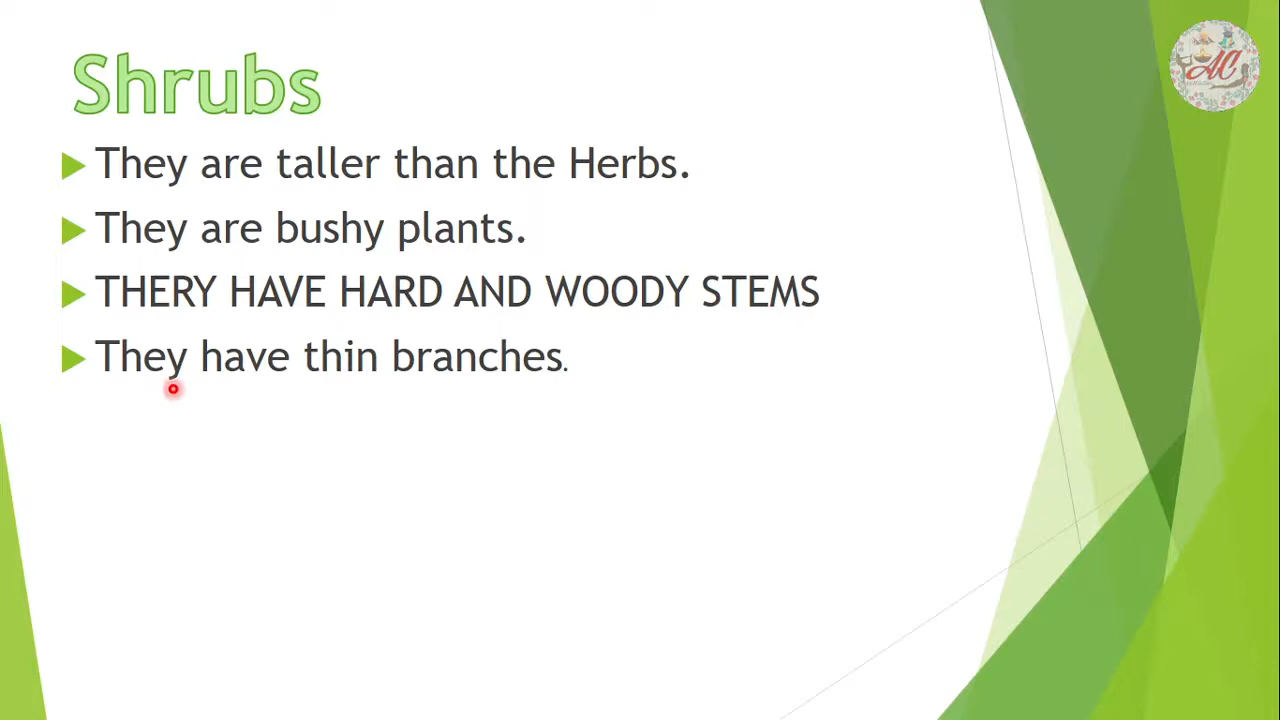 Shrubs
They are taller than the Herbs.
They are bushy plants.
THERY HAVE HARD AND WOODY STEMS
They have thin branches.
AC